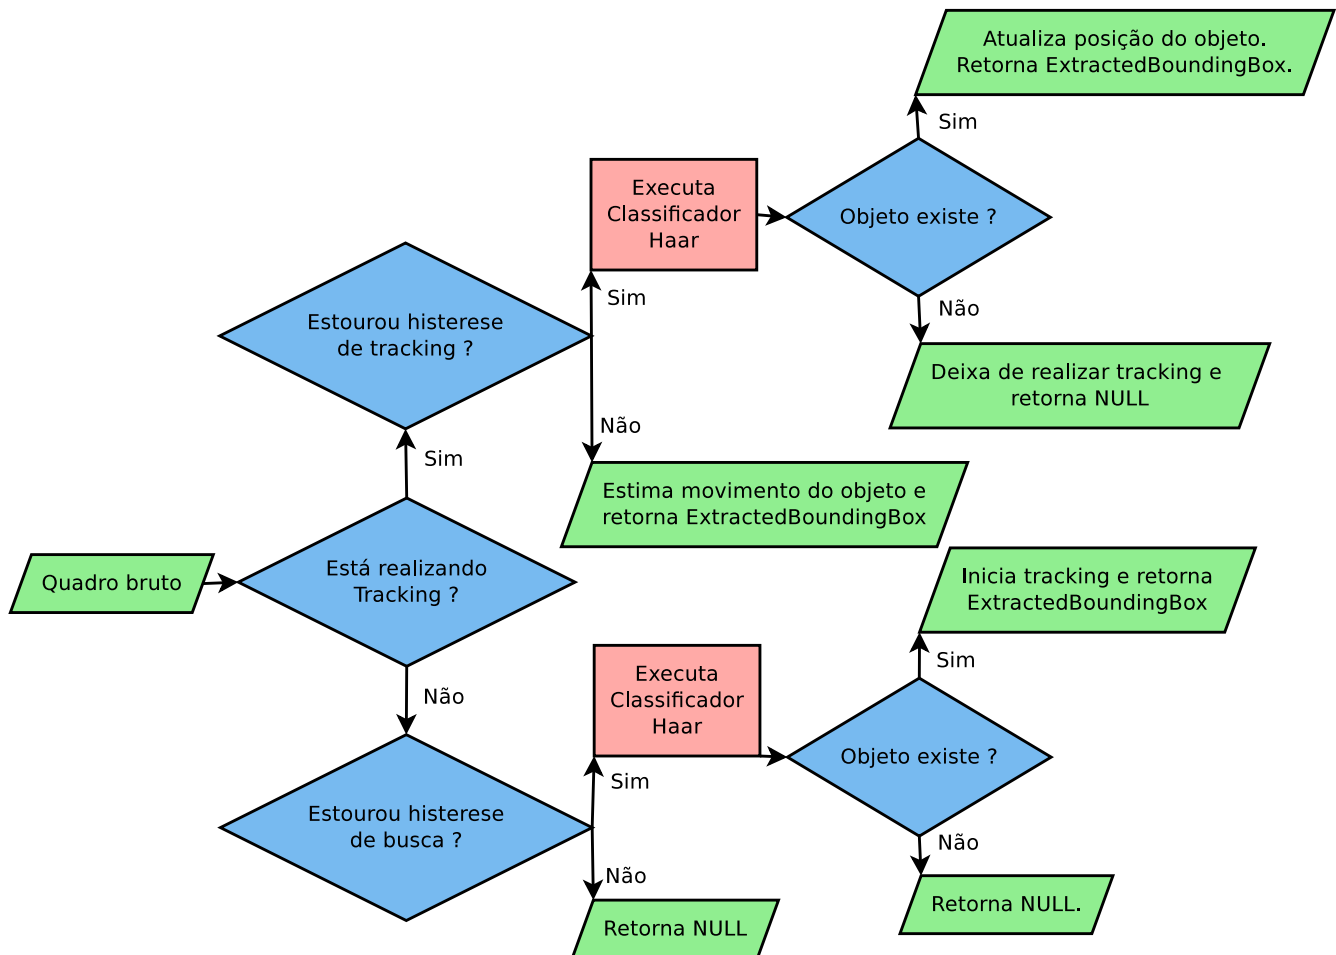 Atualiza posição do objeto.
Retorna ExtractedBoundingBox.
Sim
Executa
Classificador
Haar
Objeto existe ?
Sim
Não
Estourou histerese
de tracking ?
Deixa de realizar tracking e
retorna NULL
Não
Sim
Estima movimento do objeto e
retorna ExtractedBoundingBox
Quadro bruto
Está realizando
Tracking ?
Inicia tracking e retorna
ExtractedBoundingBox
Sim
Não
Executa
Classificador
Haar
Objeto existe ?
Sim
Estourou histerese
de busca ?
Não
Não
Retorna NULL
Retorna NULL.